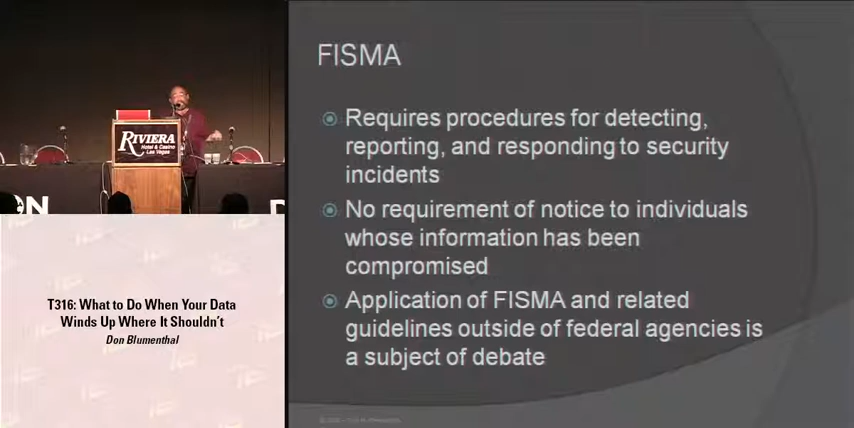 RIVIERA
Hotel & Casino
Las Vegas
ON
D
T316: What to Do When Your Data
Winds Up Where It Shouldn't
Don Blumenthal
FISMA
Requires procedures for detecting,
reporting, and responding to security
incidents
No requirement of notice to individuals
whose information has been
compromised
Application of FISMA and related
guidelines outside of federal agencies is
a subject of debate